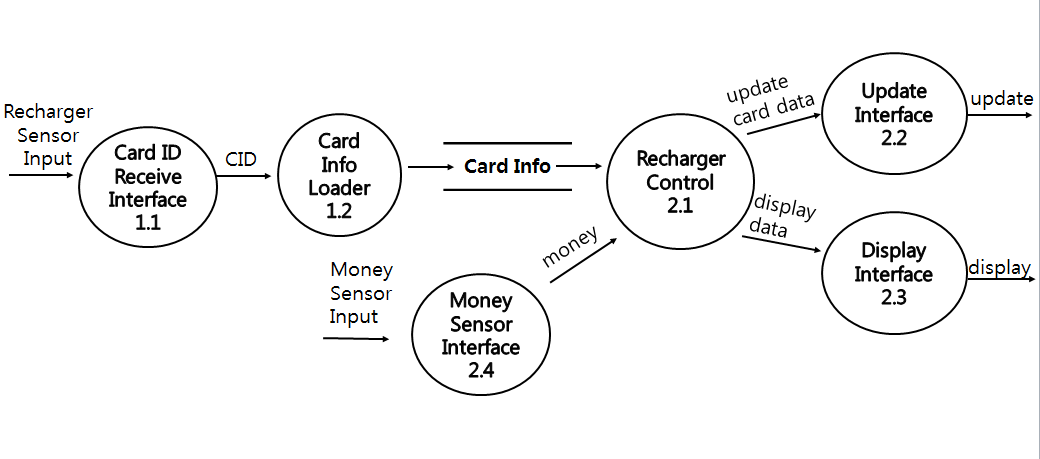 Recharger
Sensor
Input
Card ID
Receive
Interface
1.1
CID
Card
Info
Loader
1.2
Card Info
Money
Sensor
Input
Money
Sensor
Interface
2.4
money
Recharger
Control
2.1
update
card data
Update
Interface
2.2
update
display
data
Display
Interface
2.3
display